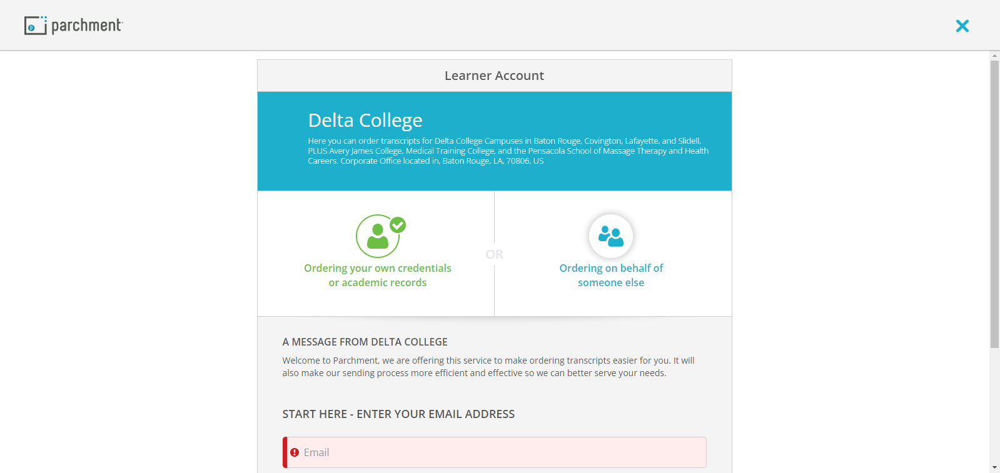 parchment
Learner Account
Delta College
Here you can order transcripts for Delta College Campuses in Baton Rouge, Covington, Lafayette, and Slidell,
PLUS Avery James College, Medical Training College, and the Pensacola School of Massage Therapy and Health
Careers. Corporate Office located in, Baton Rouge, LA, 70806, US
Ordering your own credentials
or academic records
OR
Ordering on behalf of
someone else
A MESSAGE FROM DELTA COLLEGE
Welcome to Parchment, we are offering this service to make ordering transcripts easier for you. It will
also make our sending process more efficient and effective so we can better serve your needs.
START HERE - ENTER YOUR EMAIL ADDRESS
Email